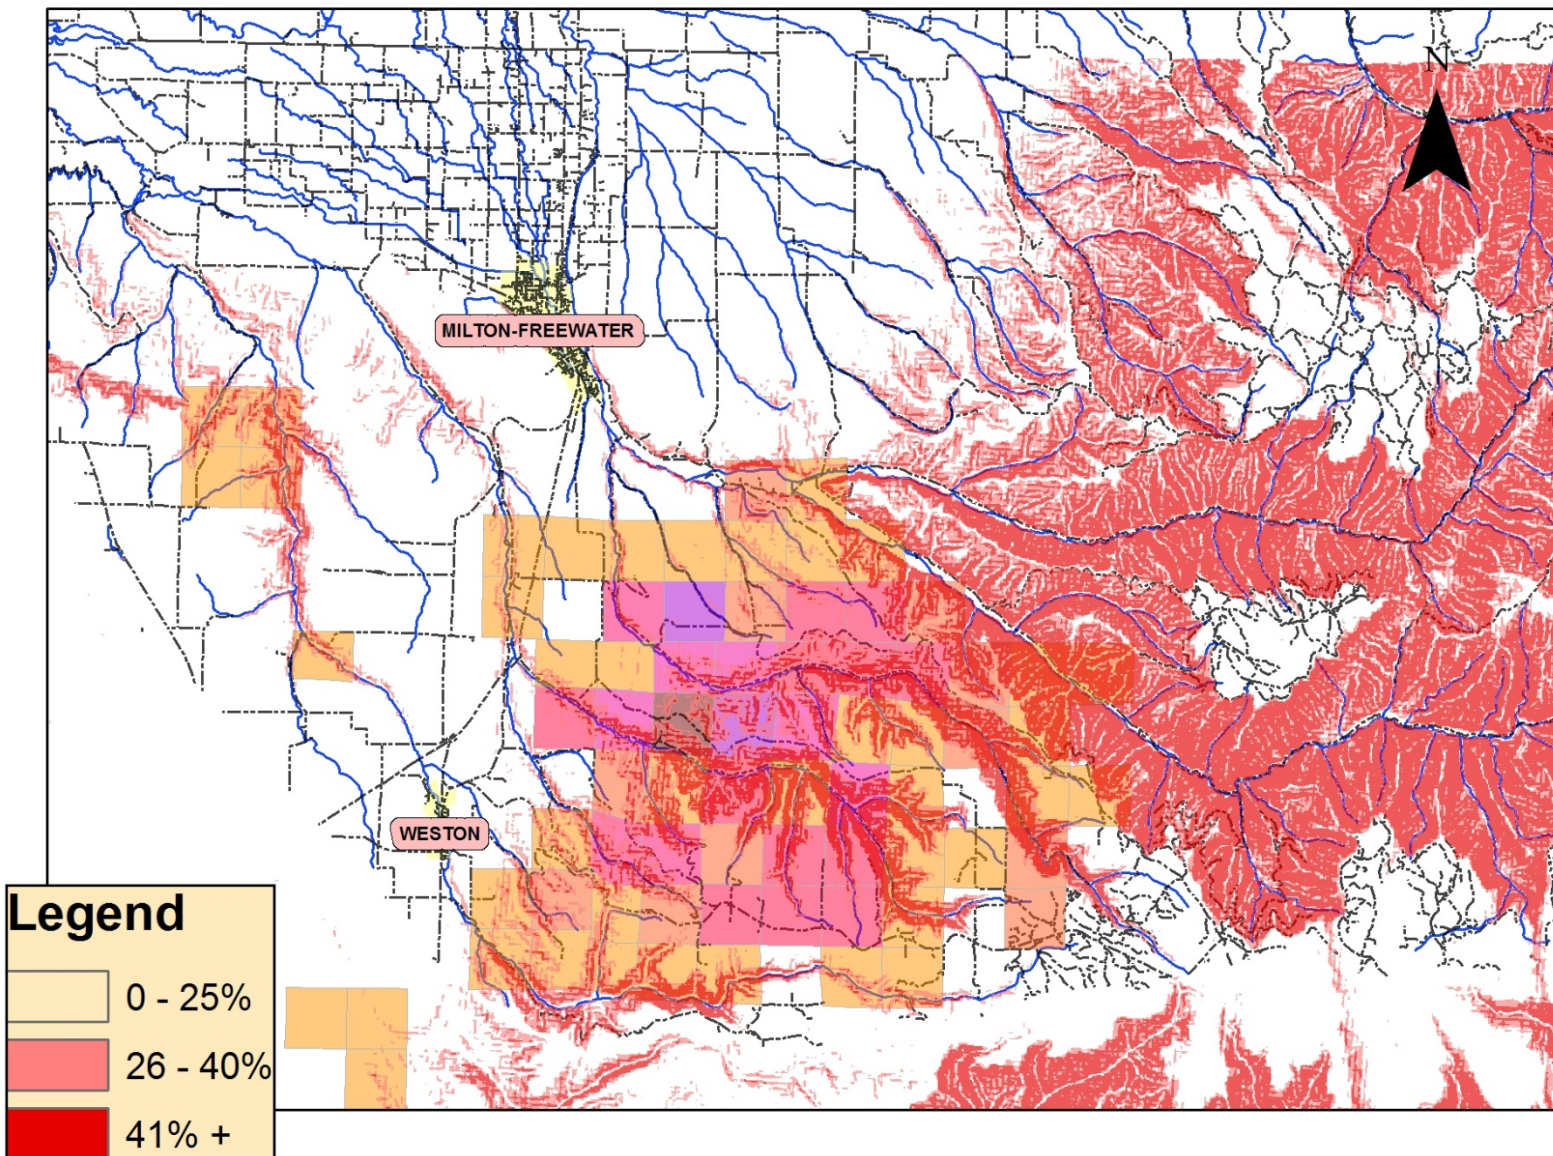 N
MILTON-FREEWATER
WESTON
Legend
0 - 25%
26 - 40%
41% +